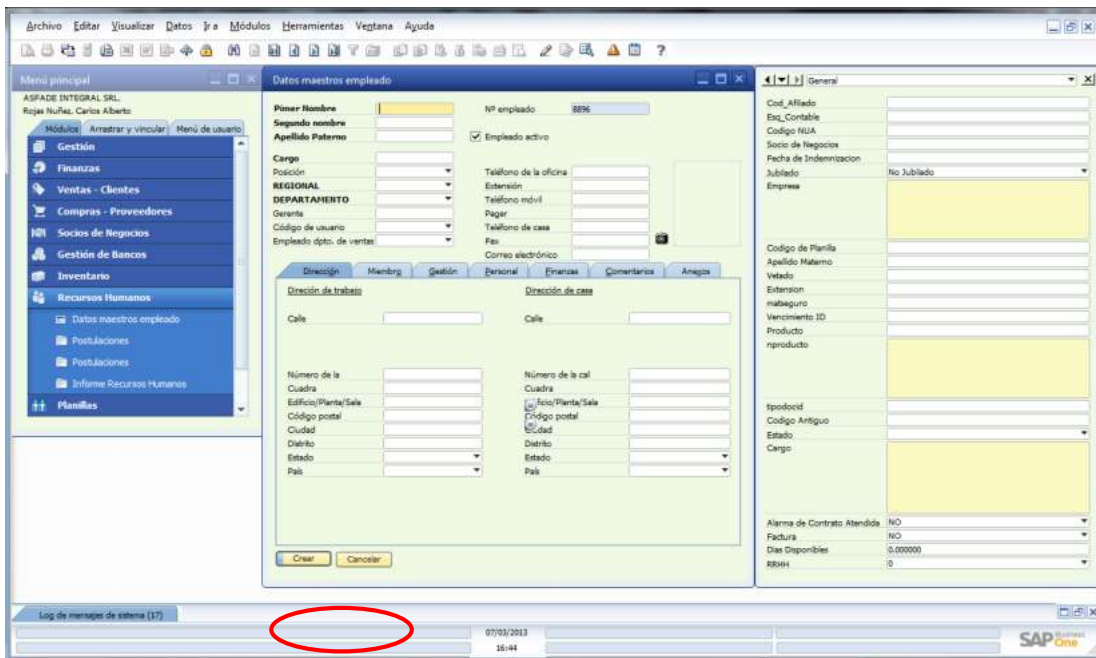 Archivo Editar Visualizar Datos Ir a Módulos Herramientas Ventana Ayuda
Menú principal
ASFADE INTEGRAL SRL.
Rojas Nuñez, Carlos Alberto
Módulos Arrastrar y vincular Menú de usuario
Gestión
Finanzas
Ventas - Clientes
Compras - Proveedores
Socios de Negocios
Gestión de Bancos
Inventario
Recursos Humanos
Datos maestros empleado
Postulaciones
Postulaciones
Informe Recursos Humanos
Planillas
Datos maestros empleado
Pimer Nombre
Segundo nombre
Apellido Paterno
Cargo
Posición
REGIONAL
DEPARTAMENTO
Gerente
Código de usuario
Empleado dpto. de ventas
Nº empleado 8896
Empleado activo
Teléfono de la oficina
Extensión
Teléfono móvil
Pager
Teléfono de casa
Fax
Correo electrónico
Dirección Miembro Gestión Personal Finanzas Comentarios Anexos
Direción de trabajo
Calle
Número de la
Cuadra
Edificio/Planta/Sala
Código postal
Ciudad
Distrito
Estado
País
Dirección de casa
Calle
Número de la cal
Cuadra
ficio/Planta/Sala
Código postal
Ciudad
Distrito
Estado
País
Crear Cancelar
General
Cod_Afiliado
Esq_Contable
Codigo NUA
Socio de Negocios
Fecha de Indemnizacion
Jubilado No Jubilado
Empresa
Codigo de Planilla
Apellido Materno
Vetado
Extension
matseguro
Vencimiento ID
Producto
nproducto
tipodocid
Codigo Antiguo
Estado
Cargo
Alarma de Contrato Atendida NO
Factura NO
Dias Disponibles 0.000000
RRHH 0
Log de mensajes de sistema (17)
07/03/2013
16:44
SAP Business One